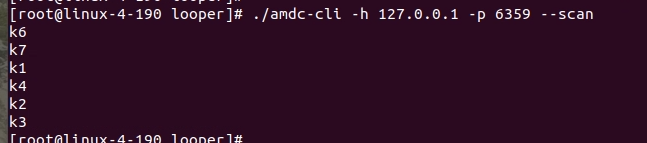 [root@linux-4-190 looper]# ./amdc-cli -h 127.0.0.1 -p 6359 --scan
k6
k7
k1
k4
k2
k3
[root@linux-4-190 looper]#